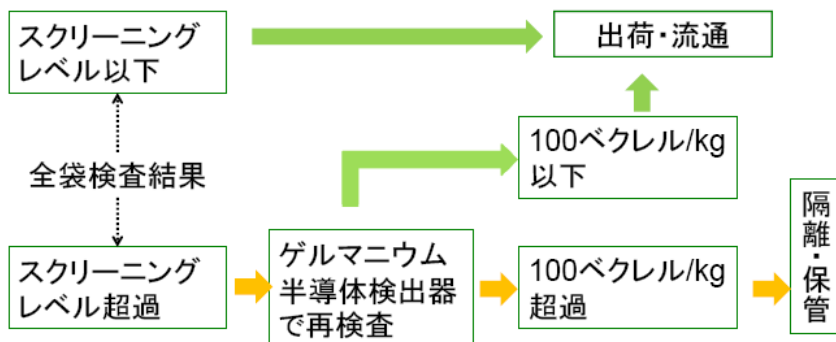 スクリーニング
レベル以下
出荷・流通
100ベクレル/kg
以下
全袋検査結果
スクリーニング
レベル超過
ゲルマニウム
半導体検出器
で再検査
100ベクレル/kg
超過
隔離・保管